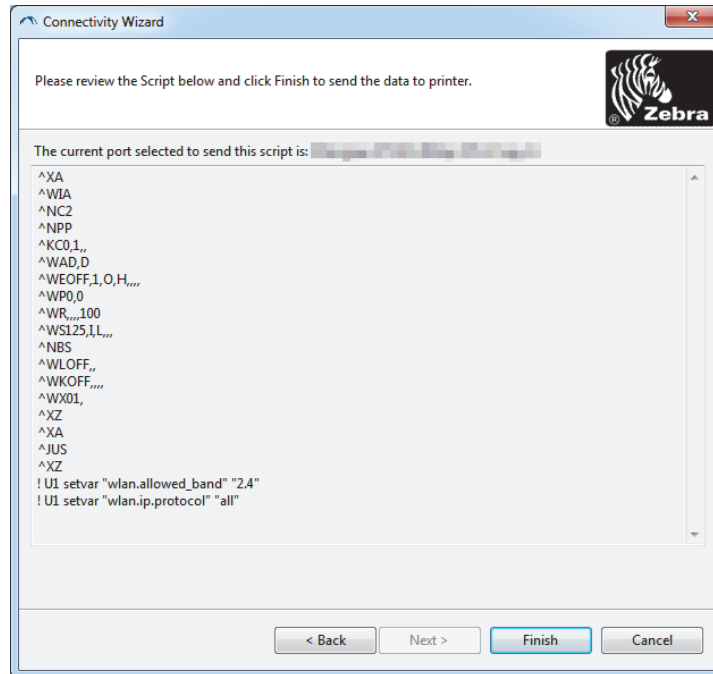 Connectivity Wizard
Please review the Script below and click Finish to send the data to printer.
® Zebra
The current port selected to send this script is:
^XA
^WIA
^NC2
^NPP
^KC0,1,,
^WAD,D
^WEOFF,1,O,H,,,,
^WP0,0
^WR,,,,100
^WS125,I,L,,,
^NBS
^WLOFF,,
^WKOFF,,,,
^WX01,
^XZ
^XA
^JUS
^XZ
! U1 setvar "wlan.allowed_band" "2.4"
! U1 setvar "wlan.ip.protocol" "all"
< Back
Next >
Finish
Cancel